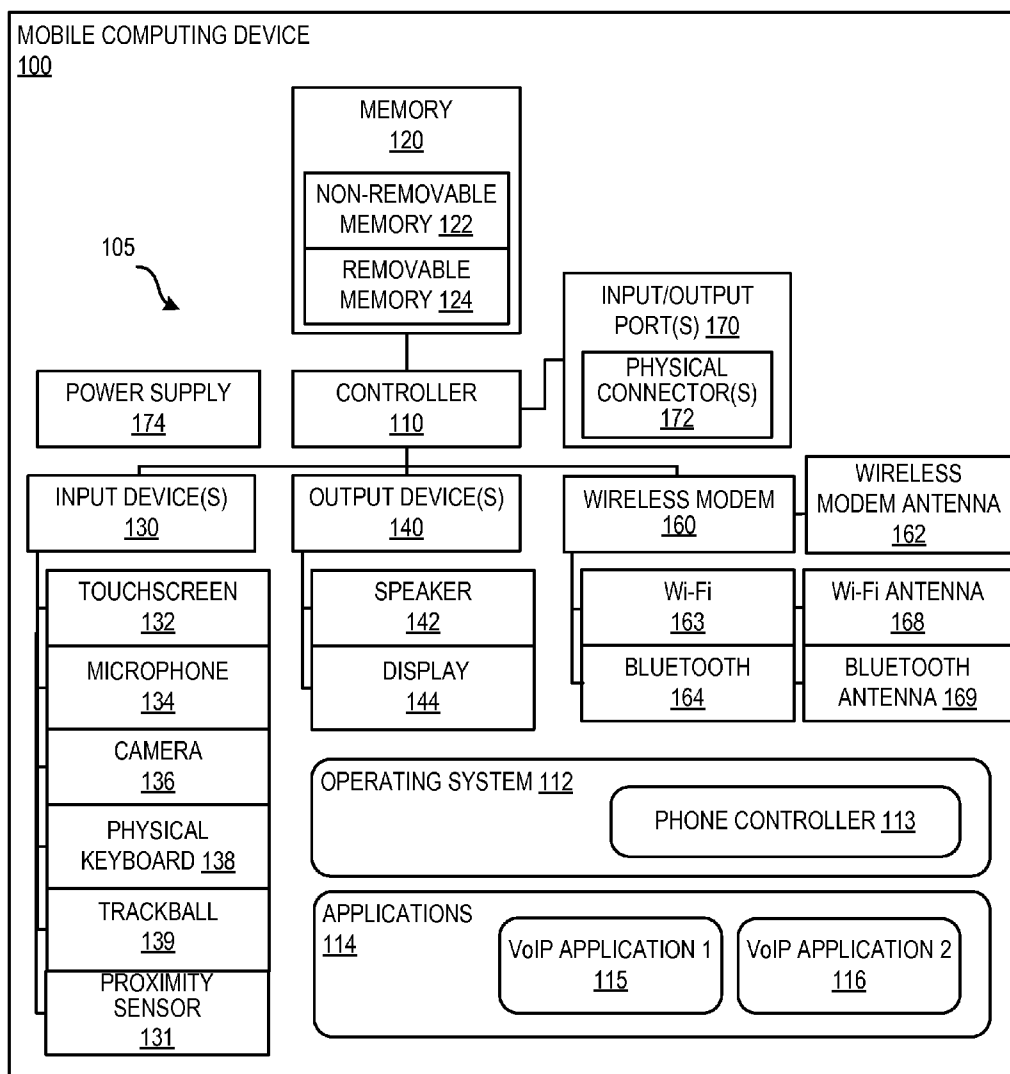 MOBILE COMPUTING DEVICE
100
MEMORY
120
NON-REMOVABLE
MEMORY 122
REMOVABLE
MEMORY 124
105
INPUT/OUTPUT
PORT(S) 170
PHYSICAL
CONNECTOR(S)
172
POWER SUPPLY
174
CONTROLLER
110
INPUT DEVICE(S)
130
OUTPUT DEVICE(S)
140
WIRELESS MODEM
160
WIRELESS
MODEM ANTENNA
162
TOUCHSCREEN
132
MICROPHONE
134
CAMERA
136
PHYSICAL
KEYBOARD 138
TRACKBALL
139
PROXIMITY
SENSOR
131
SPEAKER
142
DISPLAY
144
Wi-Fi
163
Wi-Fi ANTENNA
168
BLUETOOTH
164
BLUETOOTH
ANTENNA 169
OPERATING SYSTEM 112
PHONE CONTROLLER 113
APPLICATIONS
114
VoIP APPLICATION 1
115
VoIP APPLICATION 2
116